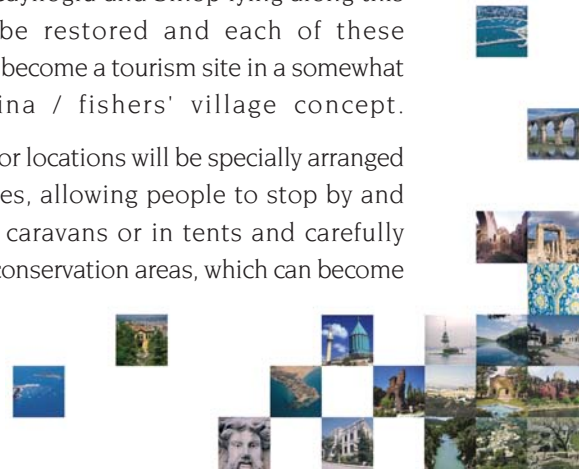 and Sinop lying along this
be restored and each of these
become a tourism site in a somewhat
/ fishers' village concept.
or locations will be specially arranged
allowing people to stop by and
caravans or in tents and carefully
conservation areas, which can become